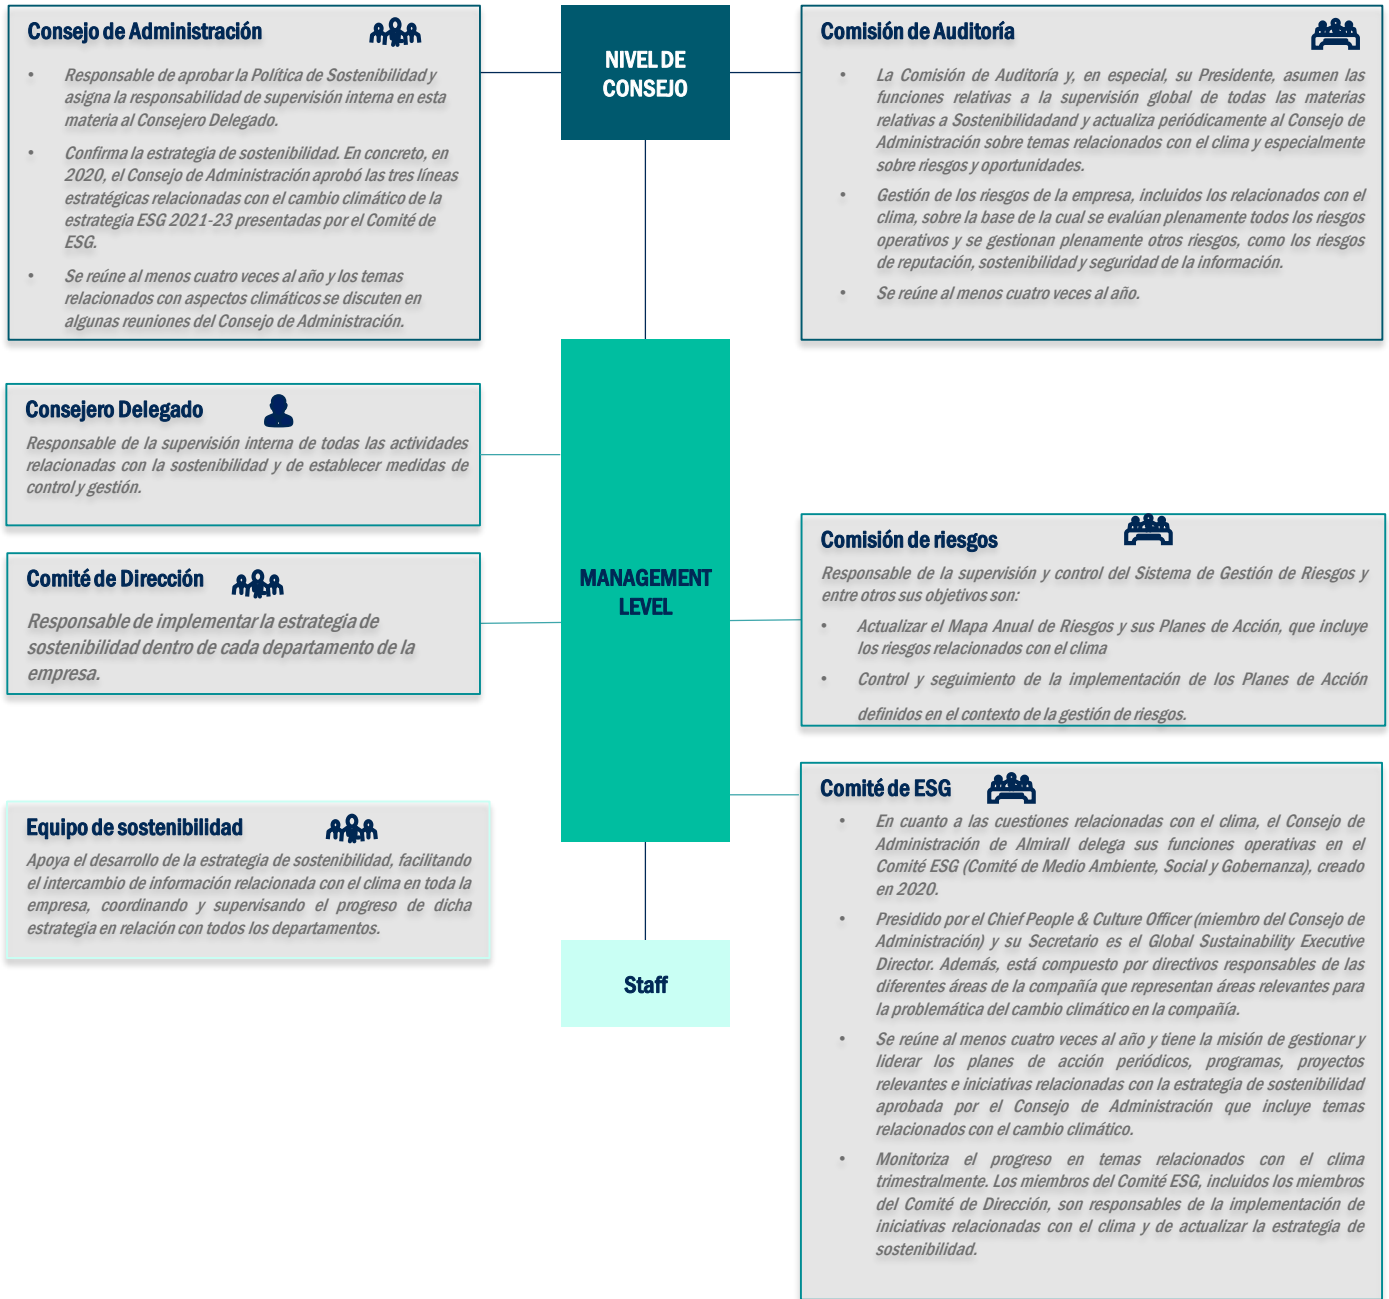 Consejo de Administración
• Responsable de aprobar la Política de Sostenibilidad y
asigna la responsabilidad de supervisión interna en esta
materia al Consejero Delegado.
• Confirma la estrategia de sostenibilidad. En concreto, en
2020, el Consejo de Administración aprobó las tres líneas
estratégicas relacionadas con el cambio climático de la
estrategia ESG 2021-23 presentadas por el Comité de
ESG.
• Se reúne al menos cuatro veces al año y los temas
relacionados con aspectos climáticos se discuten en
algunas reuniones del Consejo de Administración.
NIVEL DE
CONSEJO
Comisión de Auditoría
• La Comisión de Auditoría y, en especial, su Presidente, asumen las
funciones relativas a la supervisión global de todas las materias
relativas a Sostenibilidadand y actualiza periódicamente al Consejo de
Administración sobre temas relacionados con el clima y especialmente
sobre riesgos y oportunidades.
• Gestión de los riesgos de la empresa, incluidos los relacionados con el
clima, sobre la base de la cual se evalúan plenamente todos los riesgos
operativos y se gestionan plenamente otros riesgos, como los riesgos
de reputación, sostenibilidad y seguridad de la información.
• Se reúne al menos cuatro veces al año.
Consejero Delegado
Responsable de la supervisión interna de todas las actividades
relacionadas con la sostenibilidad y de establecer medidas de
control y gestión.
Comité de Dirección
Responsable de implementar la estrategia de
sostenibilidad dentro de cada departamento de la
empresa.
MANAGEMENT
LEVEL
Comisión de riesgos
Responsable de la supervisión y control del Sistema de Gestión de Riesgos y
entre otros sus objetivos son:
• Actualizar el Mapa Anual de Riesgos y sus Planes de Acción, que incluye
los riesgos relacionados con el clima
• Control y seguimiento de la implementación de los Planes de Acción
definidos en el contexto de la gestión de riesgos.
Equipo de sostenibilidad
Apoya el desarrollo de la estrategia de sostenibilidad, facilitando
el intercambio de información relacionada con el clima en toda la
empresa, coordinando y supervisando el progreso de dicha
estrategia en relación con todos los departamentos.
Staff
Comité de ESG
• En cuanto a las cuestiones relacionadas con el clima, el Consejo de
Administración de Almirall delega sus funciones operativas en el
Comité ESG (Comité de Medio Ambiente, Social y Gobernanza), creado
en 2020.
• Presidido por el Chief People & Culture Officer (miembro del Consejo de
Administración) y su Secretario es el Global Sustainability Executive
Director. Además, está compuesto por directivos responsables de las
diferentes áreas de la compañía que representan áreas relevantes para
la problemática del cambio climático en la compañía.
• Se reúne al menos cuatro veces al año y tiene la misión de gestionar y
liderar los planes de acción periódicos, programas, proyectos
relevantes e iniciativas relacionadas con la estrategia de sostenibilidad
aprobada por el Consejo de Administración que incluye temas
relacionados con el cambio climático.
• Monitoriza el progreso en temas relacionados con el clima
trimestralmente. Los miembros del Comité ESG, incluidos los miembros
del Comité de Dirección, son responsables de la implementación de
iniciativas relacionadas con el clima y de actualizar la estrategia de
sostenibilidad.